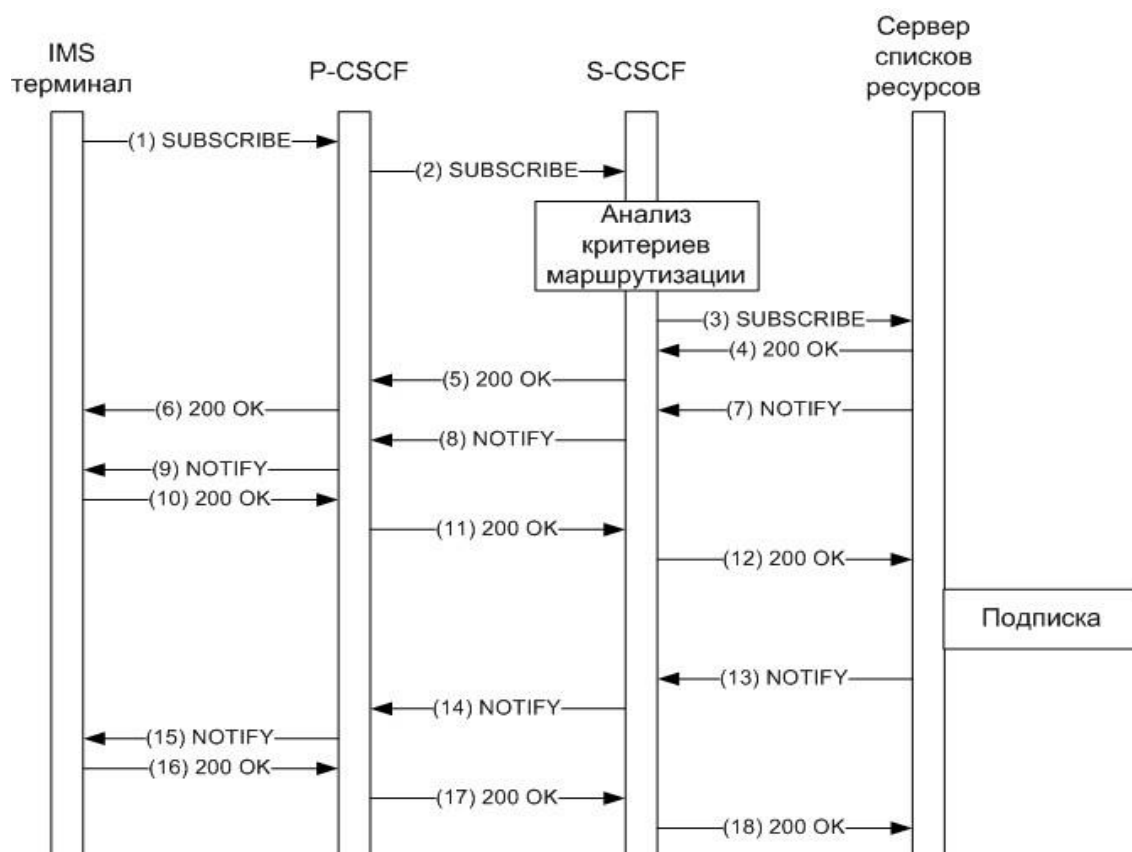 IMS
терминал
P-CSCF
S-CSCF
Сервер
списков
ресурсов
(1) SUBSCRIBE
(2) SUBSCRIBE
Анализ
критериев
маршрутизации
(3) SUBSCRIBE
(4) 200 OK
(5) 200 OK
(6) 200 OK
(7) NOTIFY
(8) NOTIFY
(9) NOTIFY
(10) 200 OK
(11) 200 OK
(12) 200 OK
Подписка
(13) NOTIFY
(14) NOTIFY
(15) NOTIFY
(16) 200 OK
(17) 200 OK
(18) 200 OK